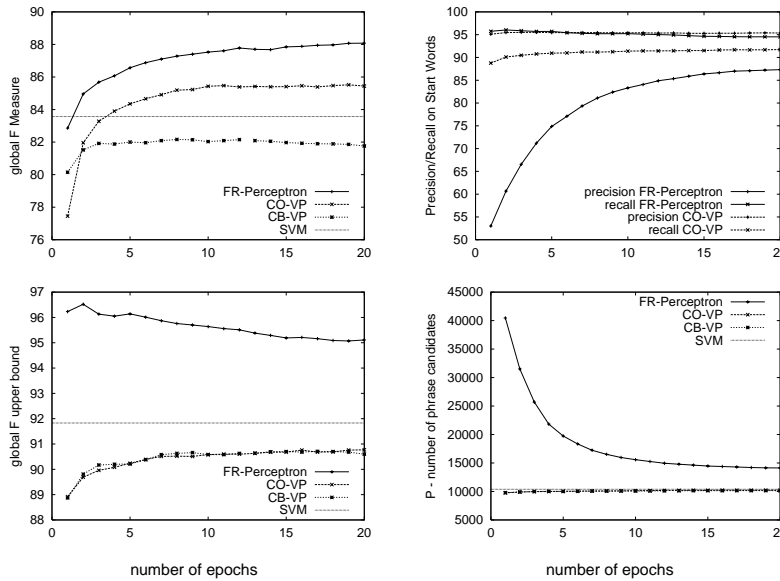 global F Measure
90
88
86
84
82
80
78
76
0
5
10
15
20
FR-Perceptron
CO-VP
CB-VP
SVM
Precision/Recall on Start Words
100
95
90
85
80
75
70
65
60
55
50
0
5
10
15
20
precision FR-Perceptron
recall FR-Perceptron
precision CO-VP
recall CO-VP
global F upper bound
97
96
95
94
93
92
91
90
89
88
0
5
10
15
20
FR-Perceptron
CO-VP
CB-VP
SVM
number of epochs
P - number of phrase candidates
45000
40000
35000
30000
25000
20000
15000
10000
5000
0
5
10
15
20
FR-Perceptron
CO-VP
CB-VP
SVM
number of epochs